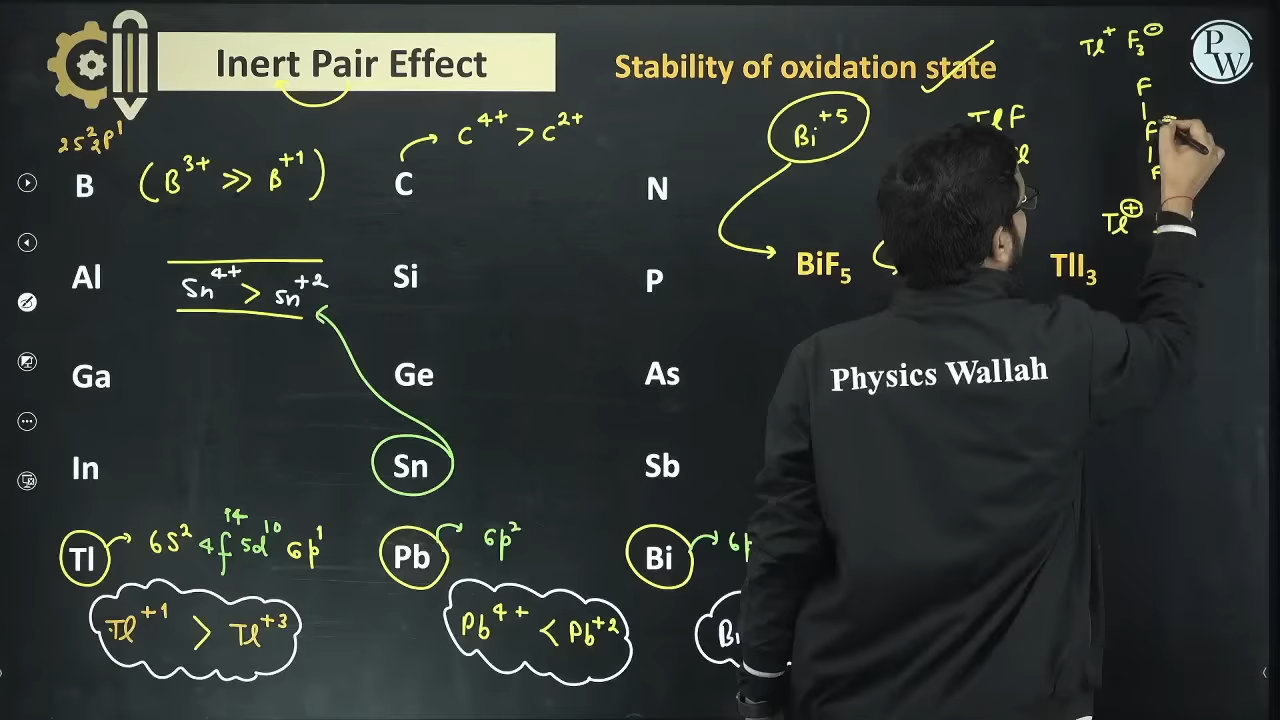 Inert Pair Effect
Stability of oxidation state
Tl⁺ F₃⁻
PW
2s² 2p¹
C⁴⁺ > C²⁺
Bi⁺⁵
TlF
F
F
F
B
(B³⁺ >> B⁺¹)
C
N
Tl⁺
Al
Sn⁴⁺ > Sn⁺²
Si
P
BiF₅
TlI₃
Ga
Ge
As
Physics Wallah
In
Sn
Sb
Tl
6s² 4f¹⁴ 5d¹⁰ 6p¹
Pb
6p²
Bi
6p
Tl⁺¹ > Tl⁺³
Pb⁴⁺ < Pb⁺²
Bi